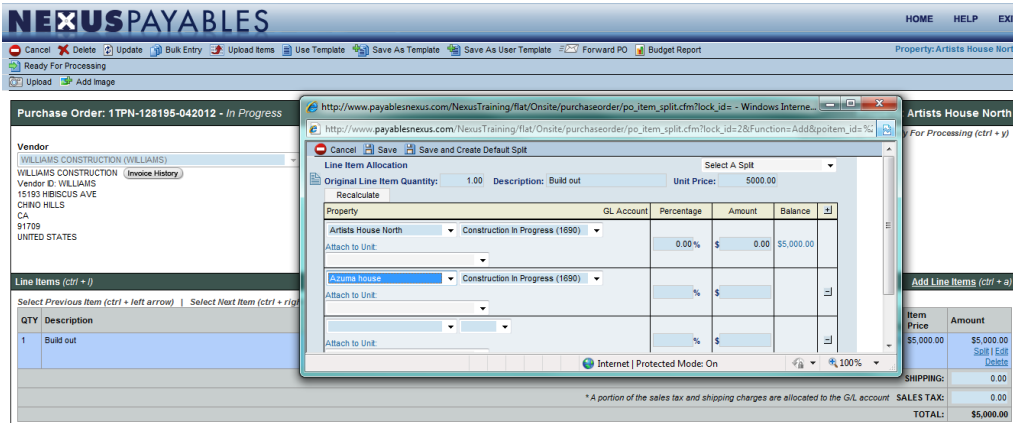 NEXUSPAYABLES
HOME HELP EXI
Cancel Delete Update Bulk Entry Upload Items Use Template Save As Template Save As User Template Forward PO Budget Report Property:Artists House Nort
Ready For Processing
Upload Add Image
Purchase Order: 1TPN-128195-042012 - In Progress
Artists House North
y For Processing (ctrl + y)
Vendor
WILLIAMS CONSTRUCTION (WILLIAMS)
WILLIAMS CONSTRUCTION Invoice History
Vendor ID: WILLIAMS
15193 HIBISCUS AVE
CHINO HILLS
CA
91709
UNITED STATES
http://www.payablesnexus.com/NexusTraining/flat/Onsite/purchaseorder/po_item_split.cfm?lock_id= - Windows Interne...
http://www.payablesnexus.com/NexusTraining/flat/Onsite/purchaseorder/po_item_split.cfm?lock_id=2&Function=Add&poitem_id=%
Cancel Save Save and Create Default Split
Line Item Allocation Select A Split
Original Line Item Quantity: 1.00 Description: Build out Unit Price: 5000.00
Recalculate
Property GL Account Percentage Amount Balance +
Artists House North Construction In Progress (1690)
0.00 % $ 0.00 $5,000.00
Attach to Unit:
Azuma house Construction In Progress (1690)
% $ -
Attach to Unit:
% $ -
Attach to Unit:
Internet | Protected Mode: On 100%
Line Items (ctrl + l) Add Line Items (ctrl + a)
Select Previous Item (ctrl + left arrow) | Select Next Item (ctrl + righ
QTY Description Item Price Amount
1 Build out $5,000.00 $5,000.00
Split | Edit
Delete
SHIPPING: 0.00
* A portion of the sales tax and shipping charges are allocated to the G/L account SALES TAX: 0.00
TOTAL: $5,000.00